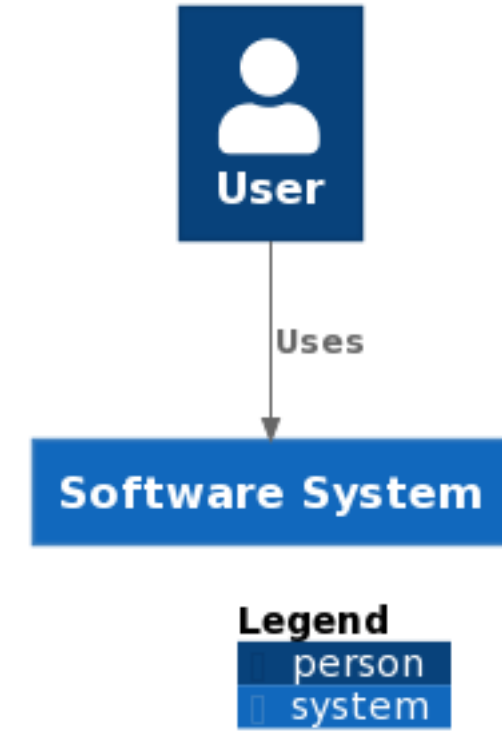 User
Uses
Software System
Legend
person
system